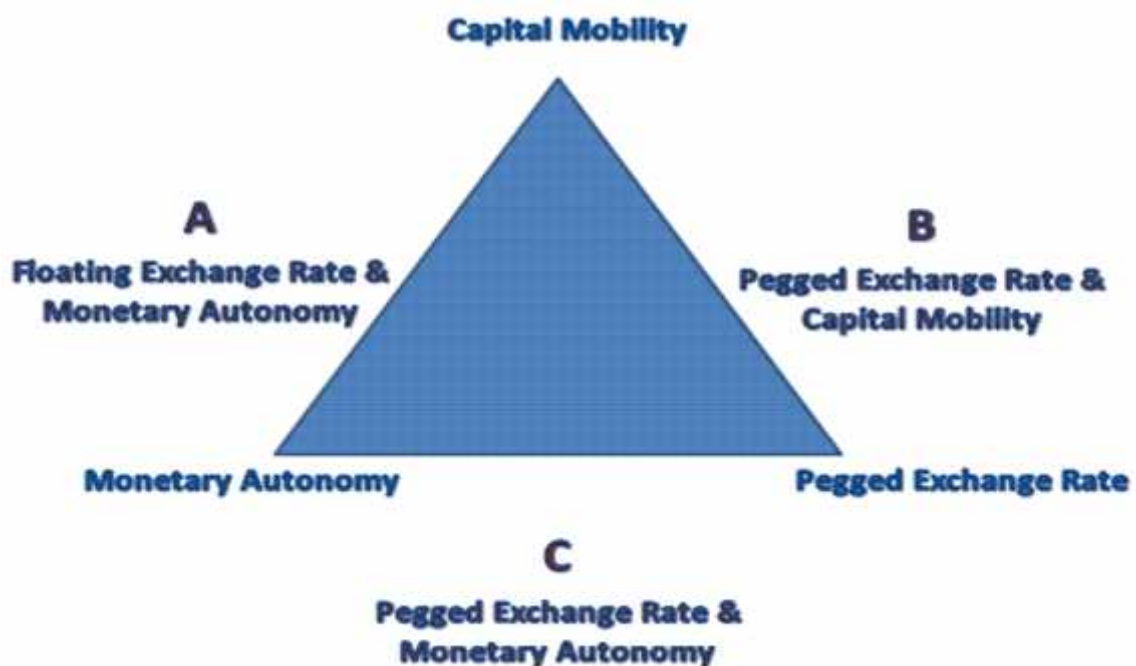 Capital Mobility
A
Floating Exchange Rate &
Monetary Autonomy
B
Pegged Exchange Rate &
Capital Mobility
Monetary Autonomy
Pegged Exchange Rate
C
Pegged Exchange Rate &
Monetary Autonomy